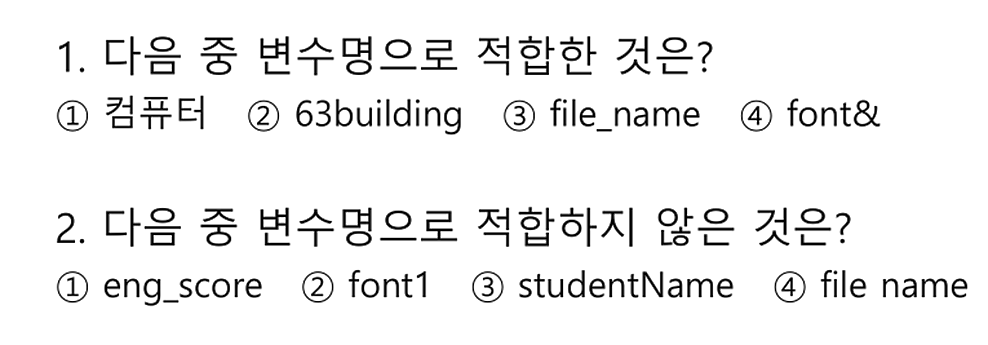 1. 다음 중 변수명으로 적합한 것은?
① 컴퓨터 ② 63building ③ file_name ④ font&
2. 다음 중 변수명으로 적합하지 않은 것은?
① eng_score ② font1 ③ studentName ④ file name